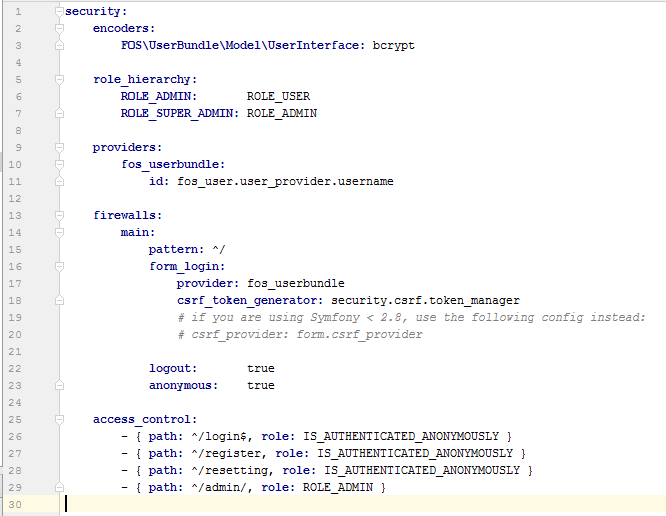 1 security:
2     encoders:
3         FOS\UserBundle\Model\UserInterface: bcrypt
4
5     role_hierarchy:
6         ROLE_ADMIN:       ROLE_USER
7         ROLE_SUPER_ADMIN: ROLE_ADMIN
8
9     providers:
10         fos_userbundle:
11             id: fos_user.user_provider.username
12
13     firewalls:
14         main:
15             pattern: ^/
16             form_login:
17                 provider: fos_userbundle
18                 csrf_token_generator: security.csrf.token_manager
19                 # if you are using Symfony < 2.8, use the following config instead:
20                 # csrf_provider: form.csrf_provider
21
22             logout:       true
23             anonymous:    true
24
25     access_control:
26         - { path: ^/login$, role: IS_AUTHENTICATED_ANONYMOUSLY }
27         - { path: ^/register, role: IS_AUTHENTICATED_ANONYMOUSLY }
28         - { path: ^/resetting, role: IS_AUTHENTICATED_ANONYMOUSLY }
29         - { path: ^/admin/, role: ROLE_ADMIN }
30